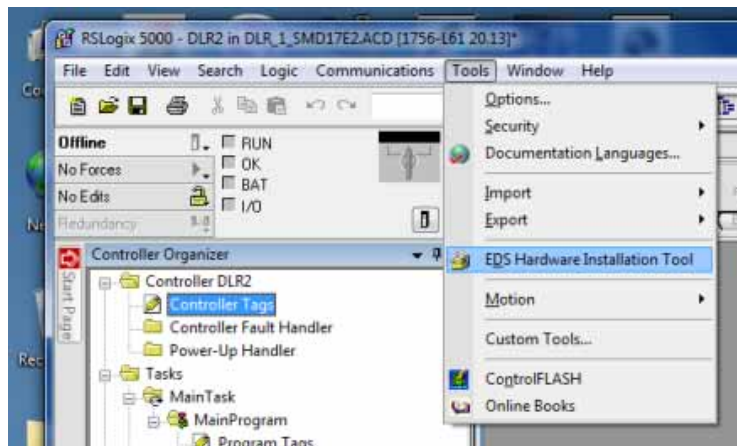 RSLogix 5000 - DLR2 in DLR_1_SMD17E2.ACD [1756-L61 20.13]*
File Edit View Search Logic Communications Tools Window Help
Options...
Security
Documentation Languages...
Import
Export
EDS Hardware Installation Tool
Motion
Custom Tools...
ControlFLASH
Online Books
Offline
RUN
No Forces
OK
No Edits
BAT
Redundancy
I/O
Controller Organizer
Start Page
Controller DLR2
Controller Tags
Controller Fault Handler
Power-Up Handler
Tasks
MainTask
MainProgram
Program Tags